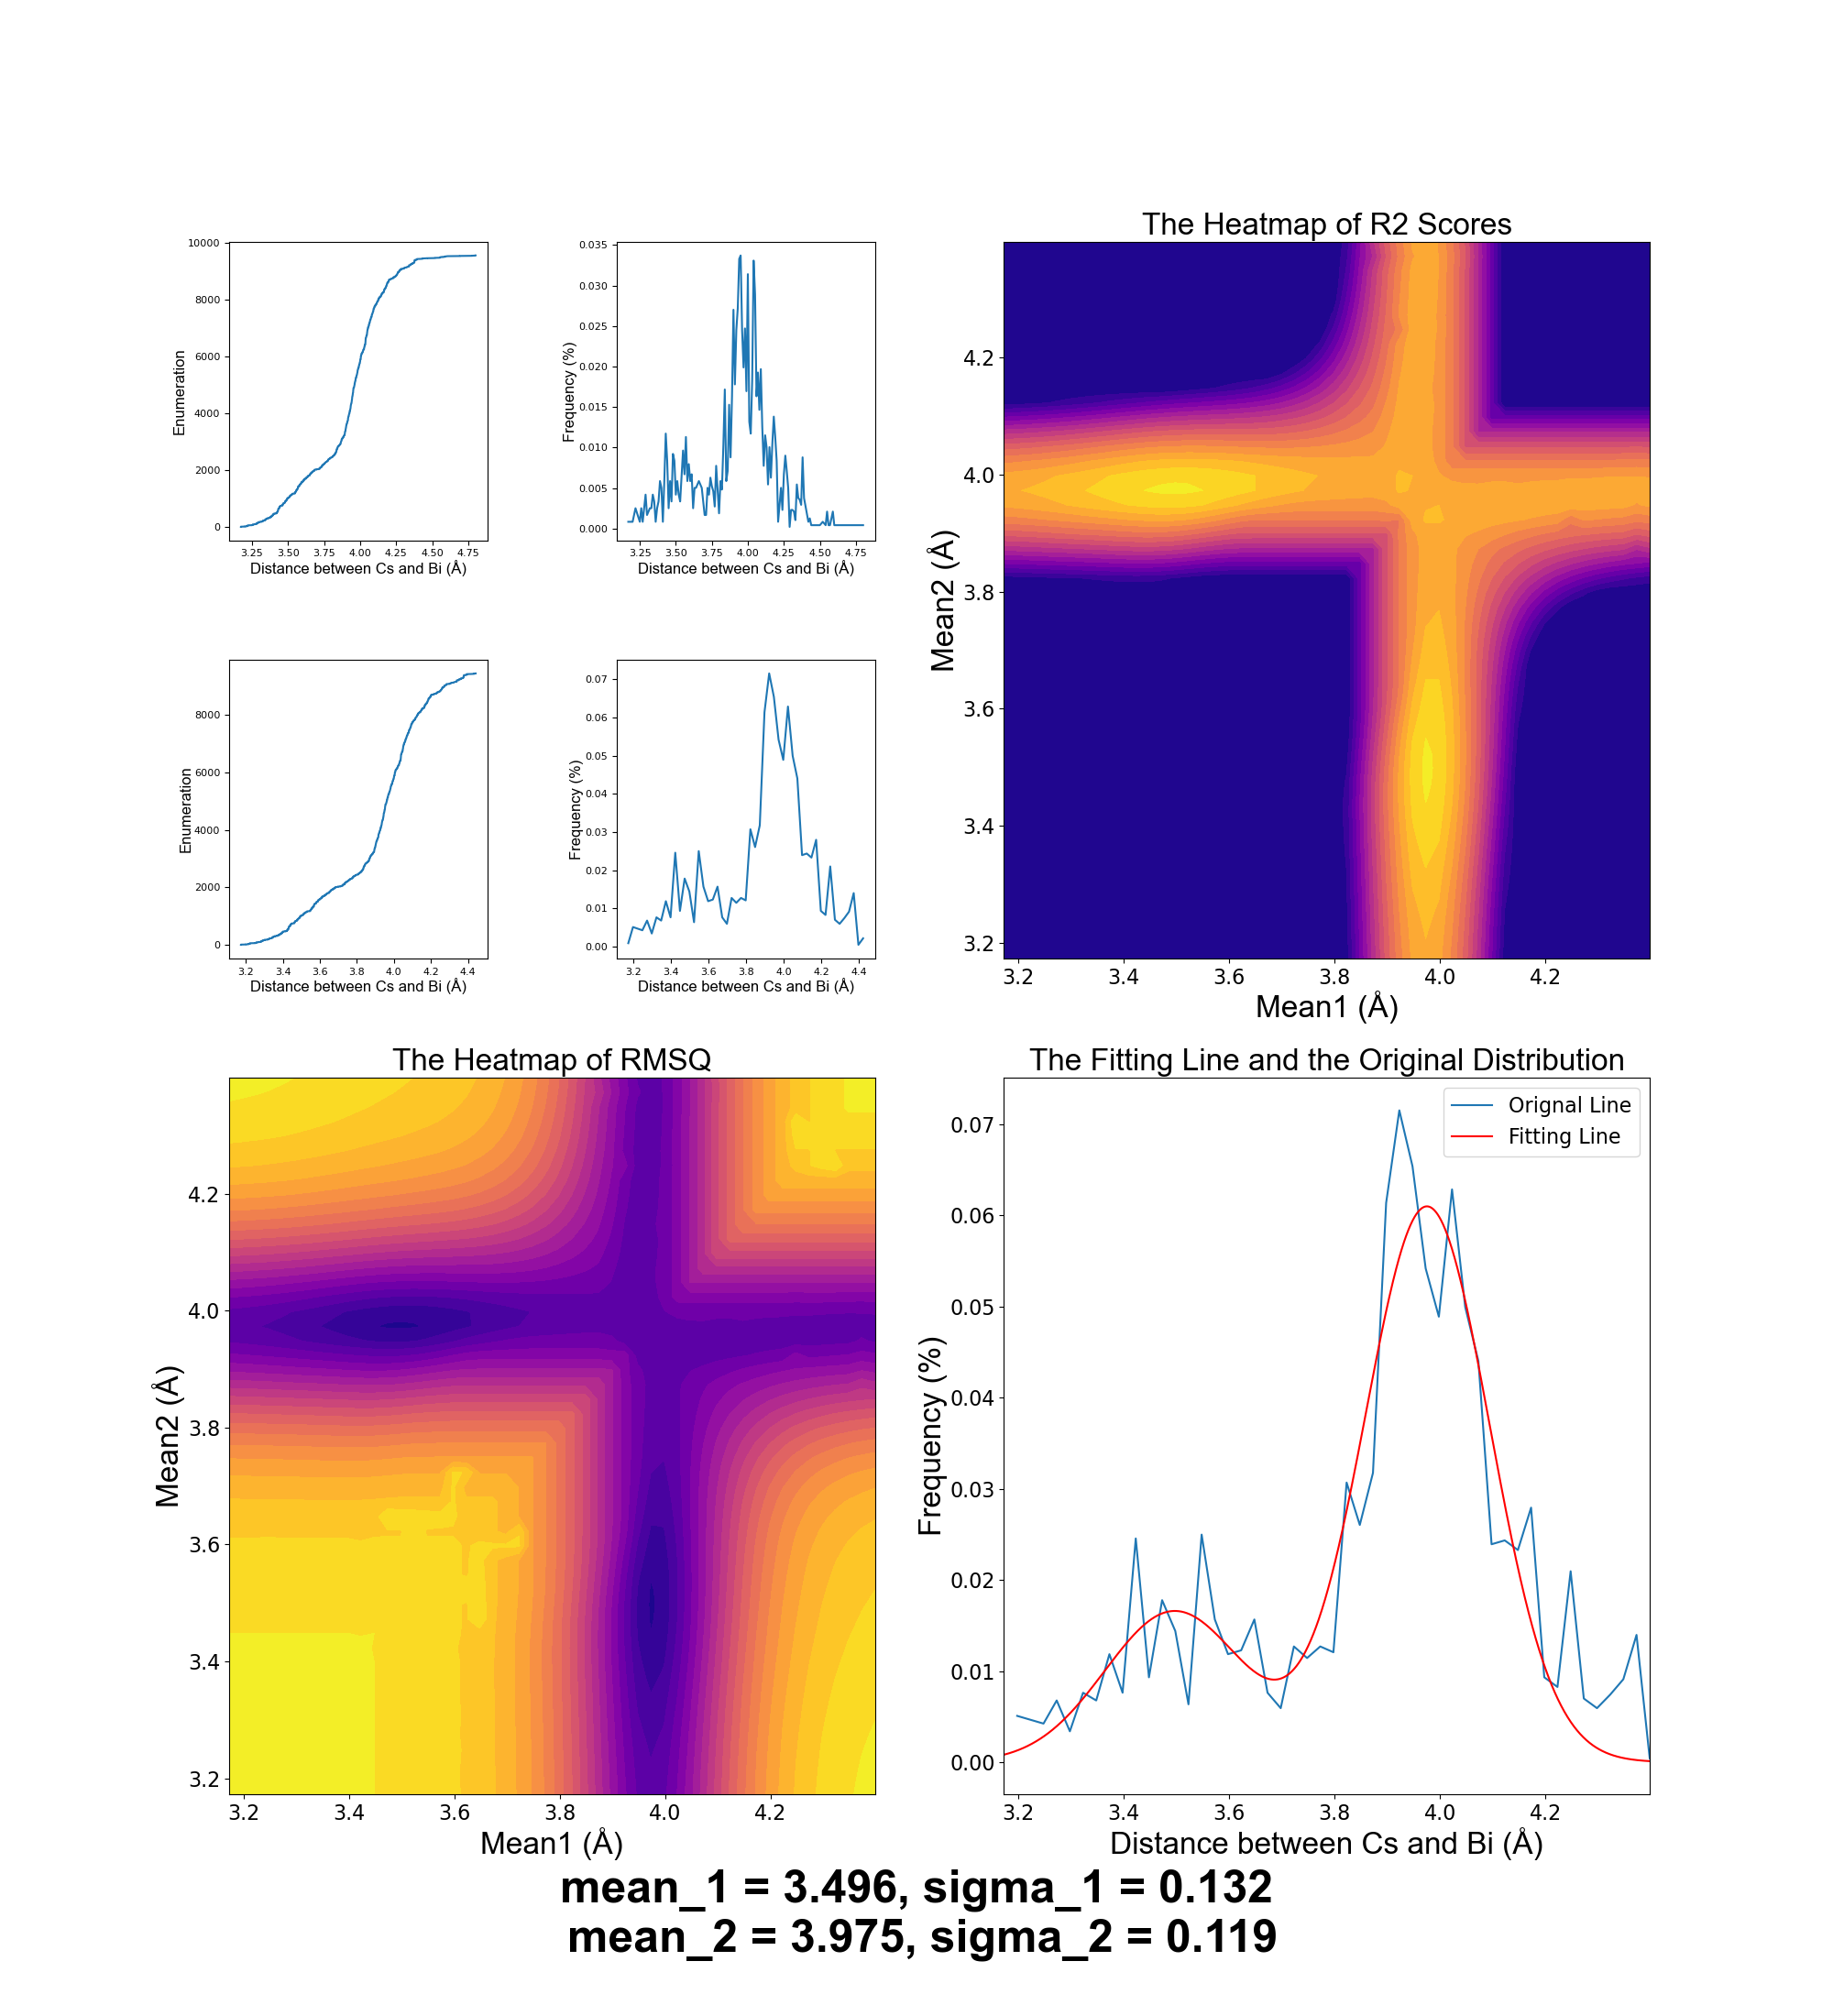 10000
8000
6000
4000
2000
0
Enumeration
3.25 3.50 3.75 4.00 4.25 4.50 4.75
Distance between Cs and Bi (Å)
0.035
0.030
0.025
0.020
0.015
0.010
0.005
0.000
Frequency (%)
3.25 3.50 3.75 4.00 4.25 4.50 4.75
Distance between Cs and Bi (Å)
8000
6000
4000
2000
0
Enumeration
3.2 3.4 3.6 3.8 4.0 4.2 4.4
Distance between Cs and Bi (Å)
0.07
0.06
0.05
0.04
0.03
0.02
0.01
0.00
Frequency (%)
3.2 3.4 3.6 3.8 4.0 4.2 4.4
Distance between Cs and Bi (Å)
The Heatmap of R2 Scores
4.2
4.0
3.8
3.6
3.4
3.2
Mean2 (Å)
3.2 3.4 3.6 3.8 4.0 4.2
Mean1 (Å)
The Heatmap of RMSQ
4.2
4.0
3.8
3.6
3.4
3.2
Mean2 (Å)
3.2 3.4 3.6 3.8 4.0 4.2
Mean1 (Å)
The Fitting Line and the Original Distribution
Orignal Line
Fitting Line
0.07
0.06
0.05
0.04
0.03
0.02
0.01
0.00
Frequency (%)
3.2 3.4 3.6 3.8 4.0 4.2
Distance between Cs and Bi (Å)
mean_1 = 3.496, sigma_1 = 0.132
mean_2 = 3.975, sigma_2 = 0.119